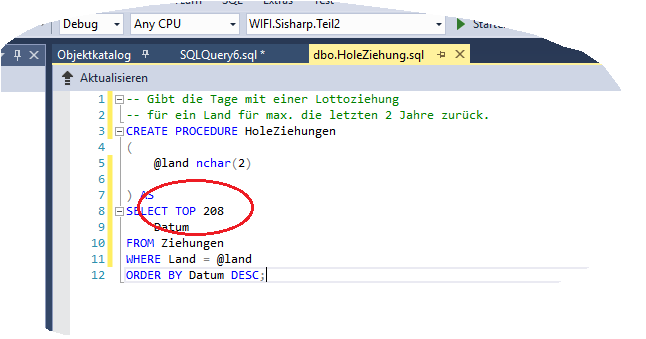 Debug Any CPU WIFI.Sisharp.Teil2
Objektkatalog SQLQuery6.sql * dbo.HoleZiehung.sql
Aktualisieren
1 -- Gibt die Tage mit einer Lottoziehung
2 -- für ein Land für max. die letzten 2 Jahre zurück.
3 CREATE PROCEDURE HoleZiehungen
4 (
5 @land nchar(2)
6
7 ) AS
8 SELECT TOP 208
9 Datum
10 FROM Ziehungen
11 WHERE Land = @land
12 ORDER BY Datum DESC;